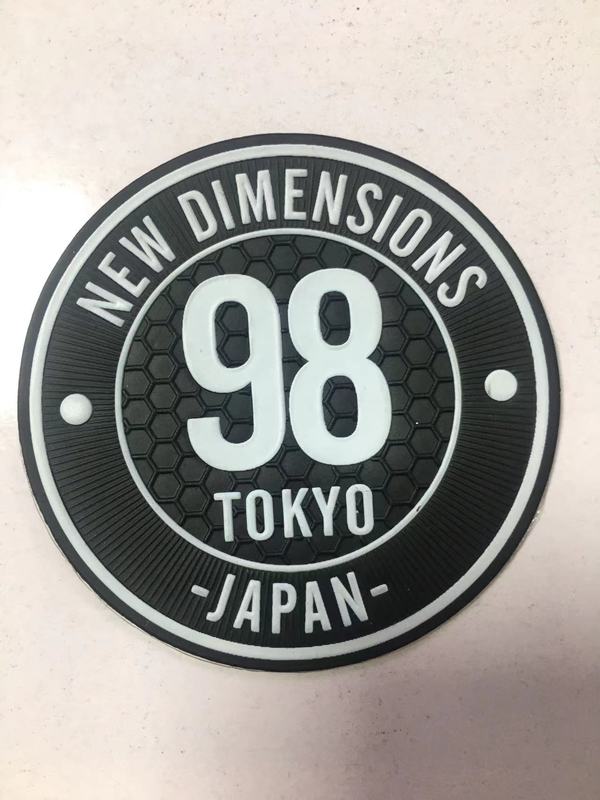 NEW DIMENSIONS
98
TOKYO
-JAPAN-